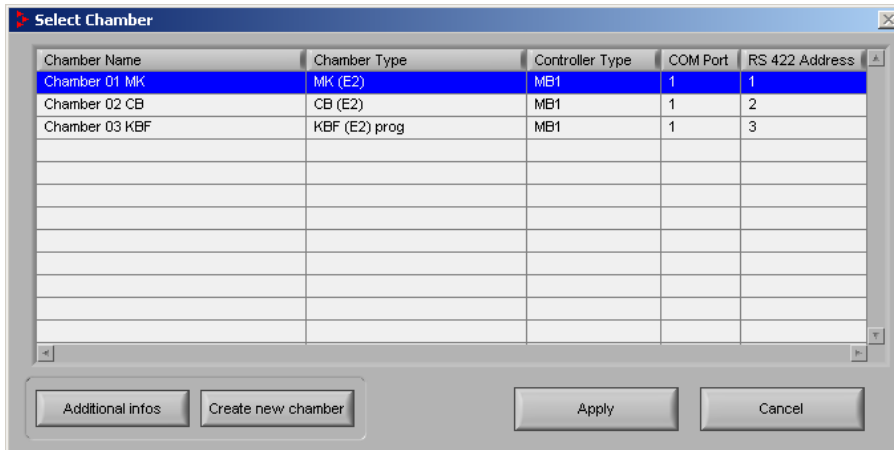 Select Chamber
Chamber Name Chamber Type Controller Type COM Port RS 422 Address
Chamber 01 MK MK (E2) MB1 1 1
Chamber 02 CB CB (E2) MB1 1 2
Chamber 03 KBF KBF (E2) prog MB1 1 3
Additional infos Create new chamber Apply Cancel